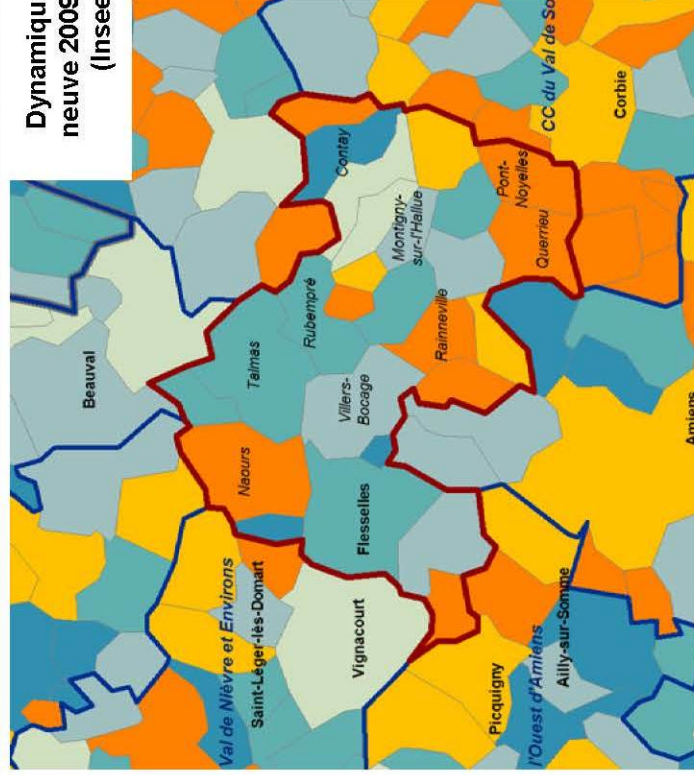 Dynamiqu
neuve 2009
(Insee
Beauval
CC du Val de So
Corbie
Contay
Montigny-
sur-l'Hallue
Pont-
Noyelles
Querrieu
Talmas
Rubempré
Rainneville
Villers-
Bocage
Naours
Flesselles
Val de Nièvre et Environs
Saint-Léger-lès-Domart
Vignacourt
Amiens
Picquigny
l'Ouest d'Amiens
Ailly-sur-Somme